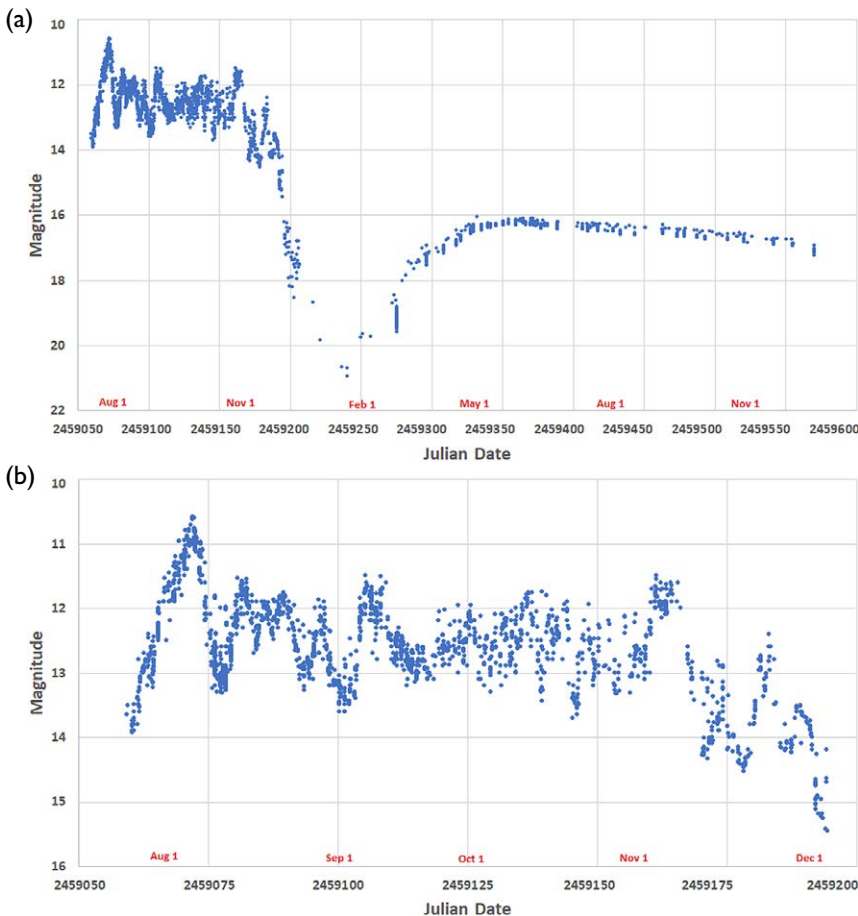 (a)
10
12
14
16
18
20
22
Magnitude
Aug 1 Nov 1 Feb 1 May 1 Aug 1 Nov 1
2459050 2459100 2459150 2459200 2459250 2459300 2459350 2459400 2459450 2459500 2459550 2459600
Julian Date
(b)
10
11
12
13
14
15
16
Magnitude
Aug 1 Sep 1 Oct 1 Nov 1 Dec 1
2459050 2459075 2459100 2459125 2459150 2459175 2459200
Julian Date